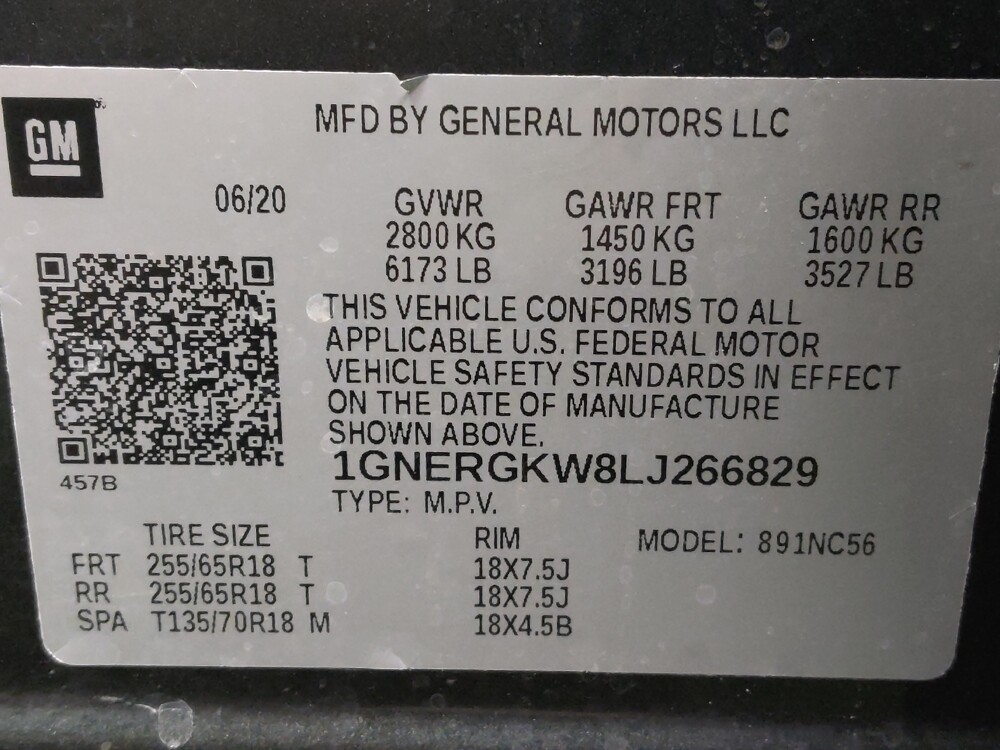 GM
MFD BY GENERAL MOTORS LLC
06/20
GVWR GAWR FRT GAWR RR
2800 KG 1450 KG 1600 KG
6173 LB 3196 LB 3527 LB
THIS VEHICLE CONFORMS TO ALL
APPLICABLE U.S. FEDERAL MOTOR
VEHICLE SAFETY STANDARDS IN EFFECT
ON THE DATE OF MANUFACTURE
SHOWN ABOVE.
1GNERGKW8LJ266829
457B
TYPE: M.P.V.
TIRE SIZE RIM MODEL: 891NC56
FRT 255/65R18 T 18X7.5J
RR 255/65R18 T 18X7.5J
SPA T135/70R18 M 18X4.5B